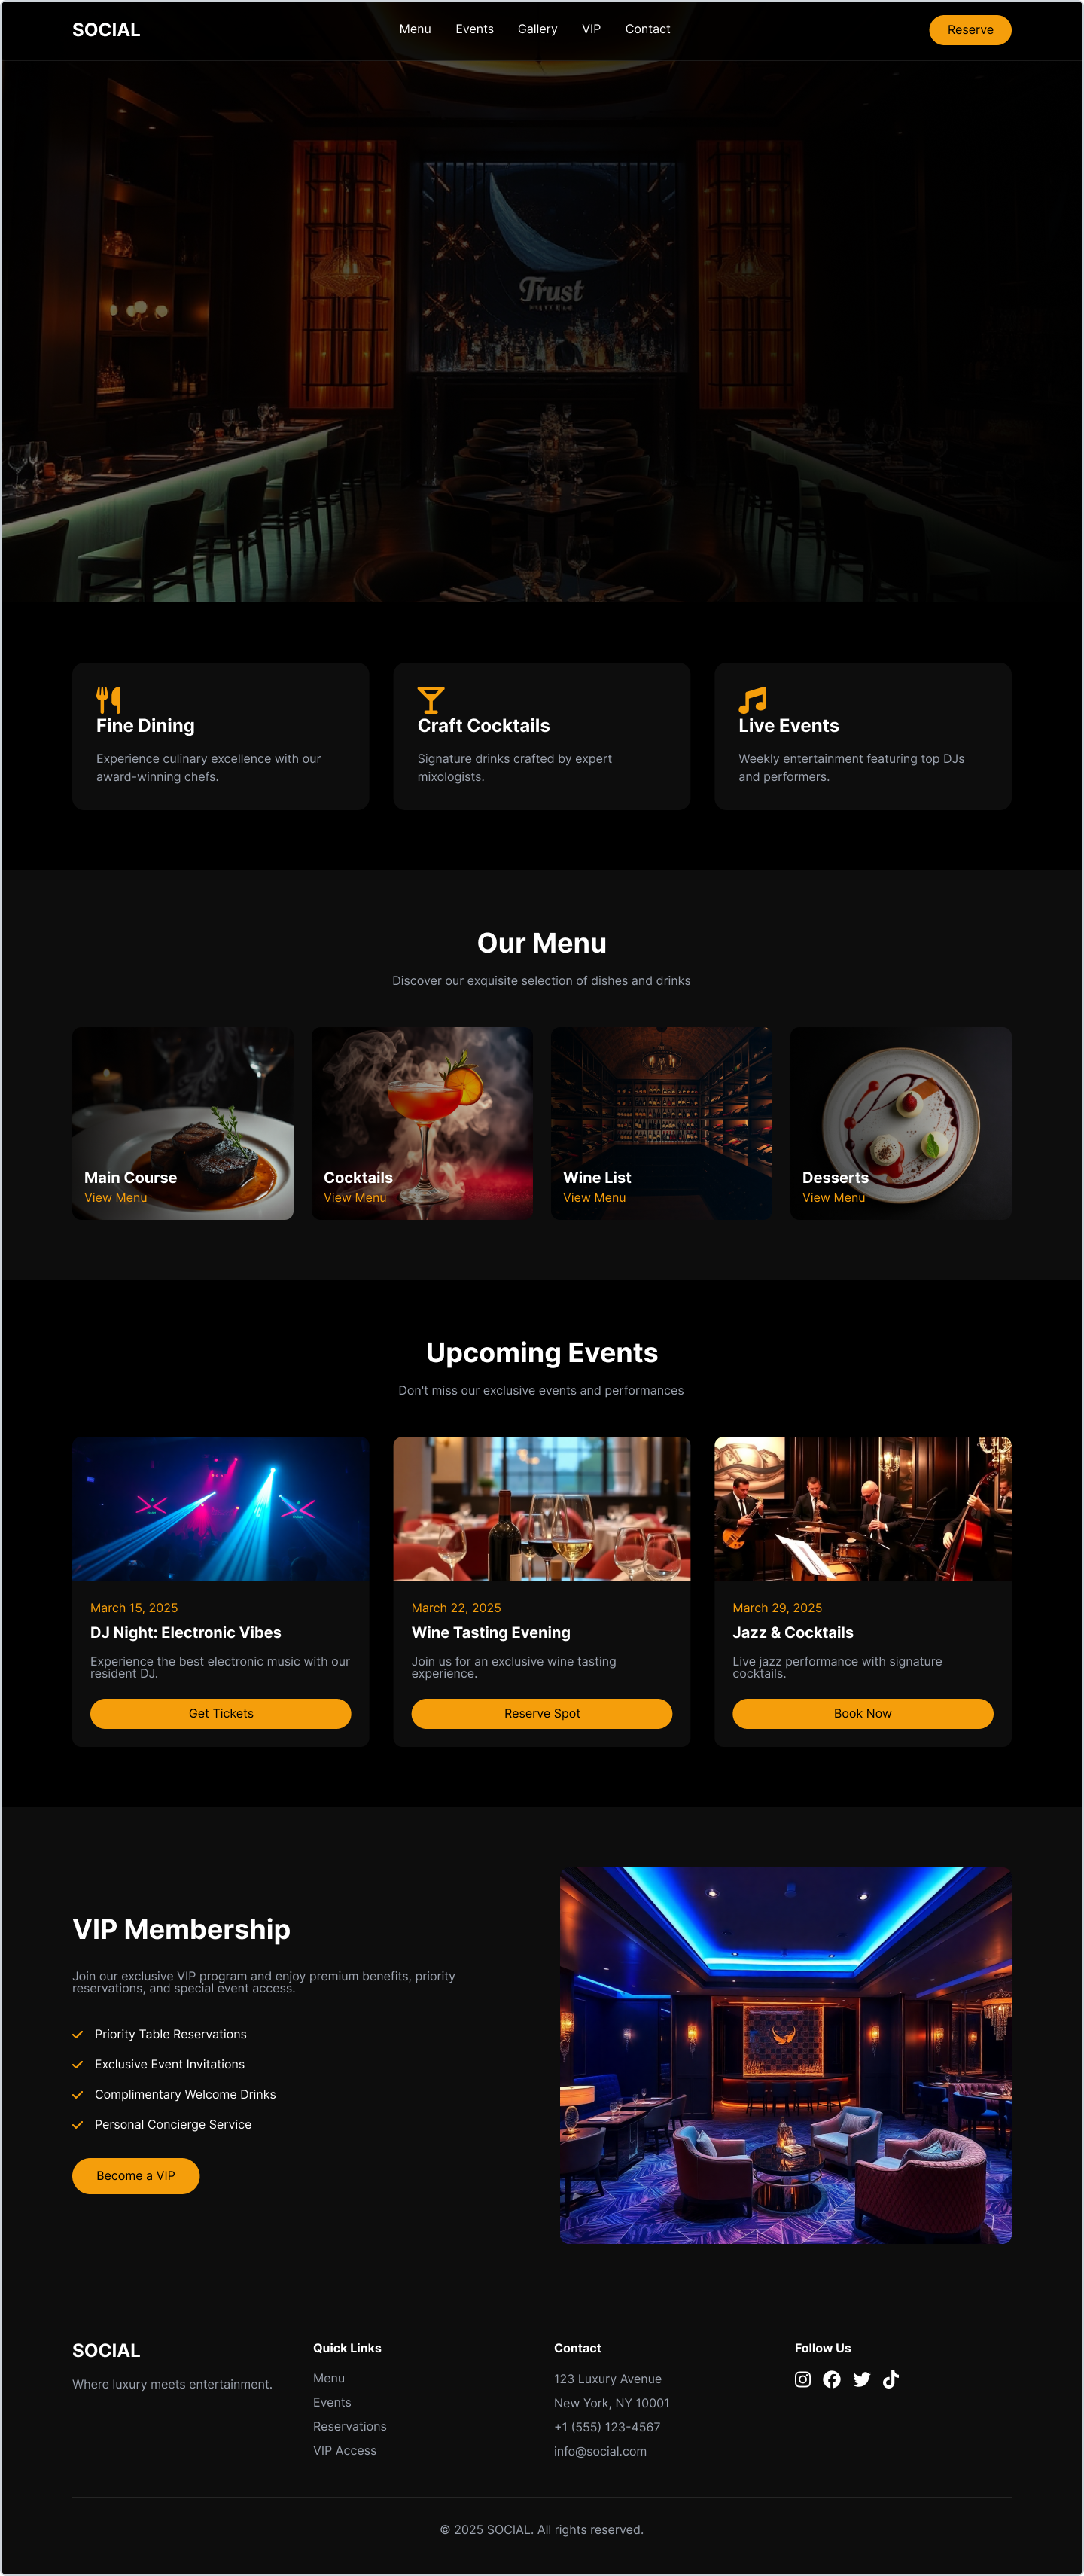 SOCIAL
Menu Events Gallery VIP Contact
Reserve
Trust
Fine Dining
Experience culinary excellence with our
award-winning chefs.
Craft Cocktails
Signature drinks crafted by expert
mixologists.
Live Events
Weekly entertainment featuring top DJs
and performers.
Our Menu
Discover our exquisite selection of dishes and drinks
Main Course
View Menu
Cocktails
View Menu
Wine List
View Menu
Desserts
View Menu
Upcoming Events
Don't miss our exclusive events and performances
March 15, 2025
DJ Night: Electronic Vibes
Experience the best electronic music with our
resident DJ.
Get Tickets
March 22, 2025
Wine Tasting Evening
Join us for an exclusive wine tasting
experience.
Reserve Spot
March 29, 2025
Jazz & Cocktails
Live jazz performance with signature
cocktails.
Book Now
VIP Membership
Join our exclusive VIP program and enjoy premium benefits, priority
reservations, and special event access.
Priority Table Reservations
Exclusive Event Invitations
Complimentary Welcome Drinks
Personal Concierge Service
Become a VIP
SOCIAL
Where luxury meets entertainment.
Quick Links
Menu
Events
Reservations
VIP Access
Contact
123 Luxury Avenue
New York, NY 10001
+1 (555) 123-4567
info@social.com
Follow Us
© 2025 SOCIAL. All rights reserved.